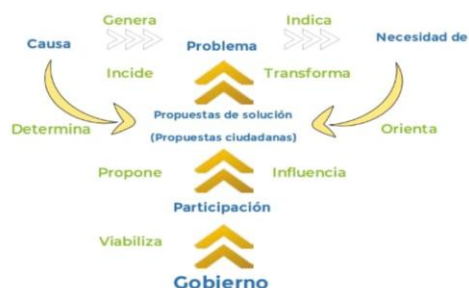 Genera
Indica
Causa
Problema
Necesidad de
Incide
Transforma
Propuestas de solución
(Propuestas ciudadanas)
Determina
Orienta
Propone
Influencia
Participación
Viabiliza
Gobierno